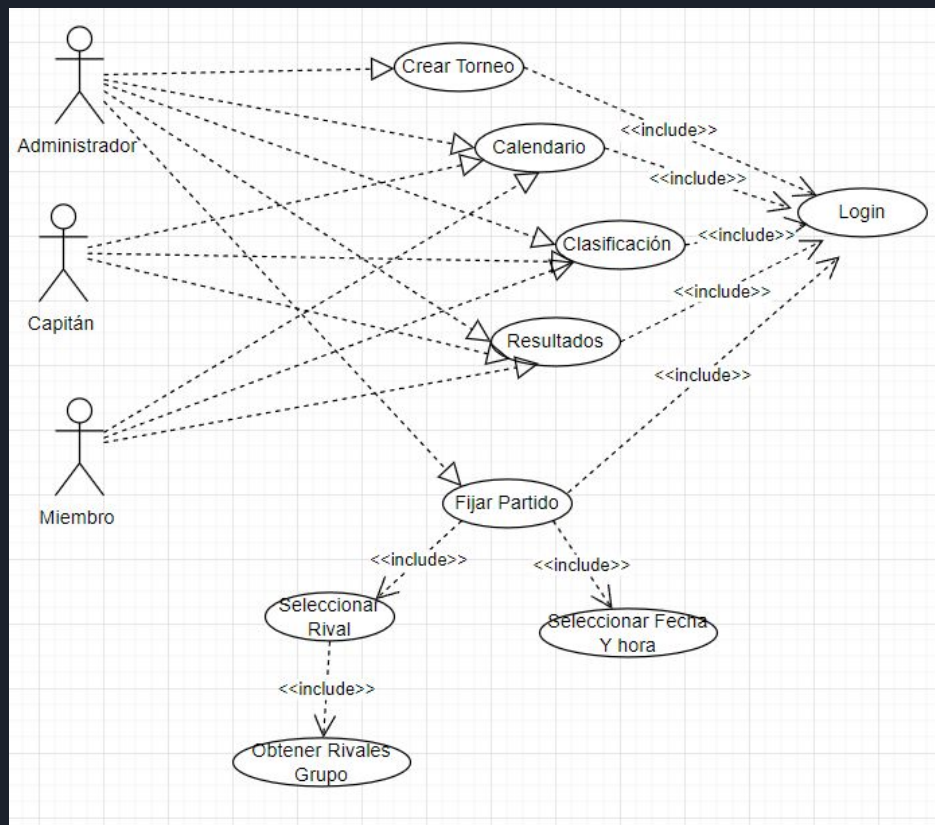 Crear Torneo
Administrador
<<include>>
Calendario
<<include>>
Login
Capitán
Clasificación
<<include>>
<<include>>
Resultados
<<include>>
Miembro
Fijar Partido
<<include>>
<<include>>
Seleccionar
Rival
Seleccionar Fecha
Y hora
<<include>>
Obtener Rivales
Grupo